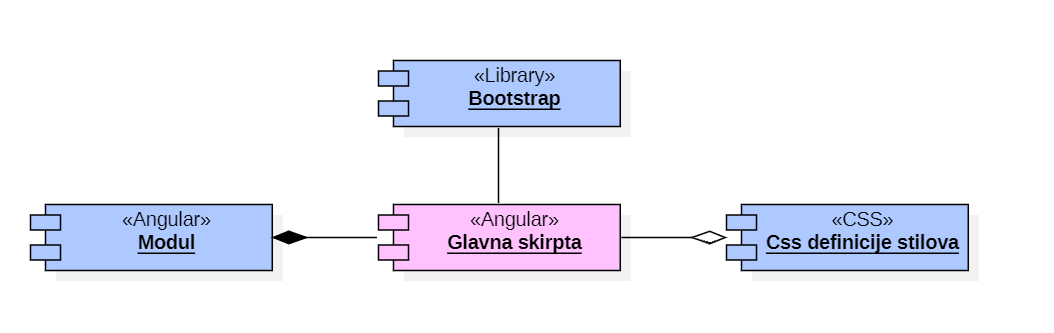 «Library»
Bootstrap
«Angular»
Modul
«Angular»
Glavna skirpta
«CSS»
Css definicije stilova